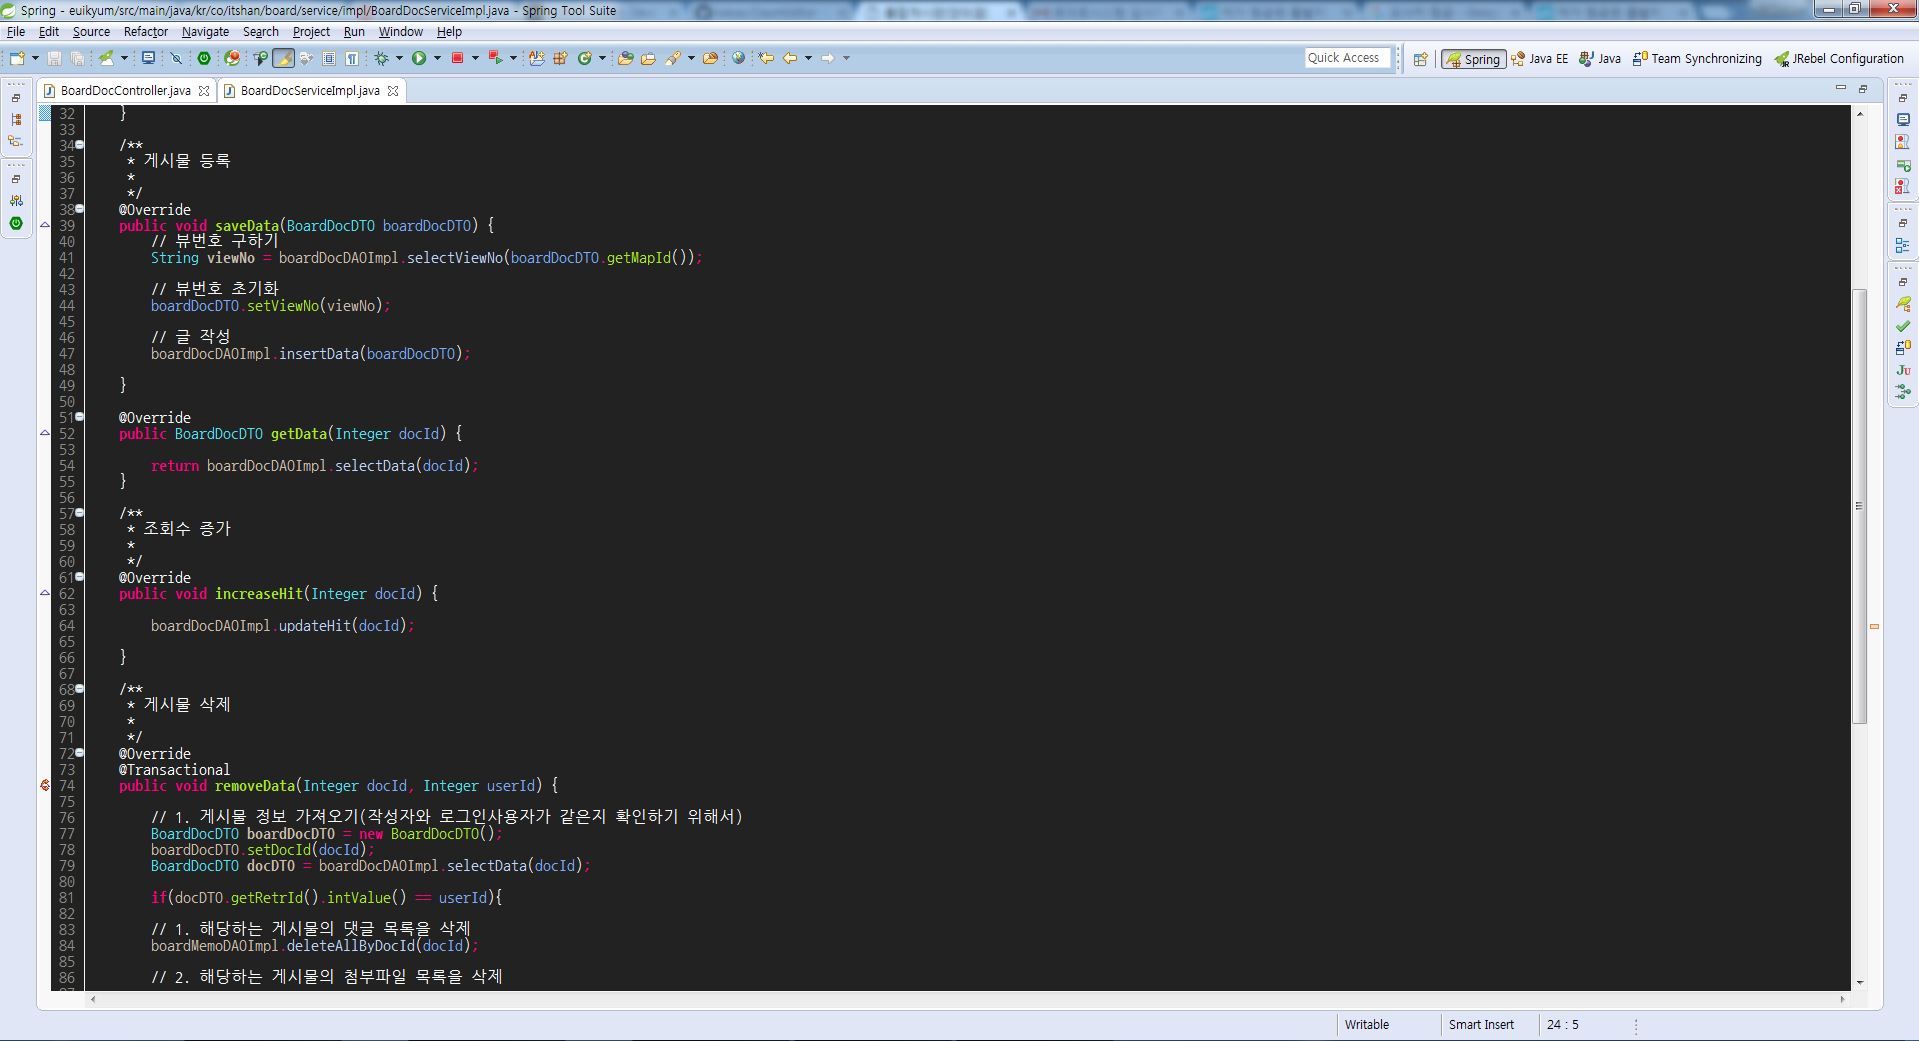 Spring - euikyum/src/main/java/kr/co/itshan/board/service/impl/BoardDocServiceImpl.java - Spring Tool Suite
File Edit Source Refactor Navigate Search Project Run Window Help
Quick Access Spring Java EE Java Team Synchronizing JRebel Configuration
BoardDocController.java BoardDocServiceImpl.java
32 }
33
34 /**
35 * 게시물 등록
36 *
37 */
38 @Override
39 public void saveData(BoardDocDTO boardDocDTO) {
40 // 뷰번호 구하기
41 String viewNo = boardDocDAOImpl.selectViewNo(boardDocDTO.getMapId());
42
43 // 뷰번호 초기화
44 boardDocDTO.setViewNo(viewNo);
45
46 // 글 작성
47 boardDocDAOImpl.insertData(boardDocDTO);
48
49 }
50
51 @Override
52 public BoardDocDTO getData(Integer docId) {
53
54 return boardDocDAOImpl.selectData(docId);
55 }
56
57 /**
58 * 조회수 증가
59 *
60 */
61 @Override
62 public void increaseHit(Integer docId) {
63
64 boardDocDAOImpl.updateHit(docId);
65
66 }
67
68 /**
69 * 게시물 삭제
70 *
71 */
72 @Override
73 @Transactional
74 public void removeData(Integer docId, Integer userId) {
75
76 // 1. 게시물 정보 가져오기(작성자와 로그인사용자가 같은지 확인하기 위해서)
77 BoardDocDTO boardDocDTO = new BoardDocDTO();
78 boardDocDTO.setDocId(docId);
79 BoardDocDTO docDTO = boardDocDAOImpl.selectData(docId);
80
81 if(docDTO.getRetrId().intValue() == userId){
82
83 // 1. 해당하는 게시물의 댓글 목록을 삭제
84 boardMemoDAOImpl.deleteAllByDocId(docId);
85
86 // 2. 해당하는 게시물의 첨부파일 목록을 삭제
Writable Smart Insert 24 : 5